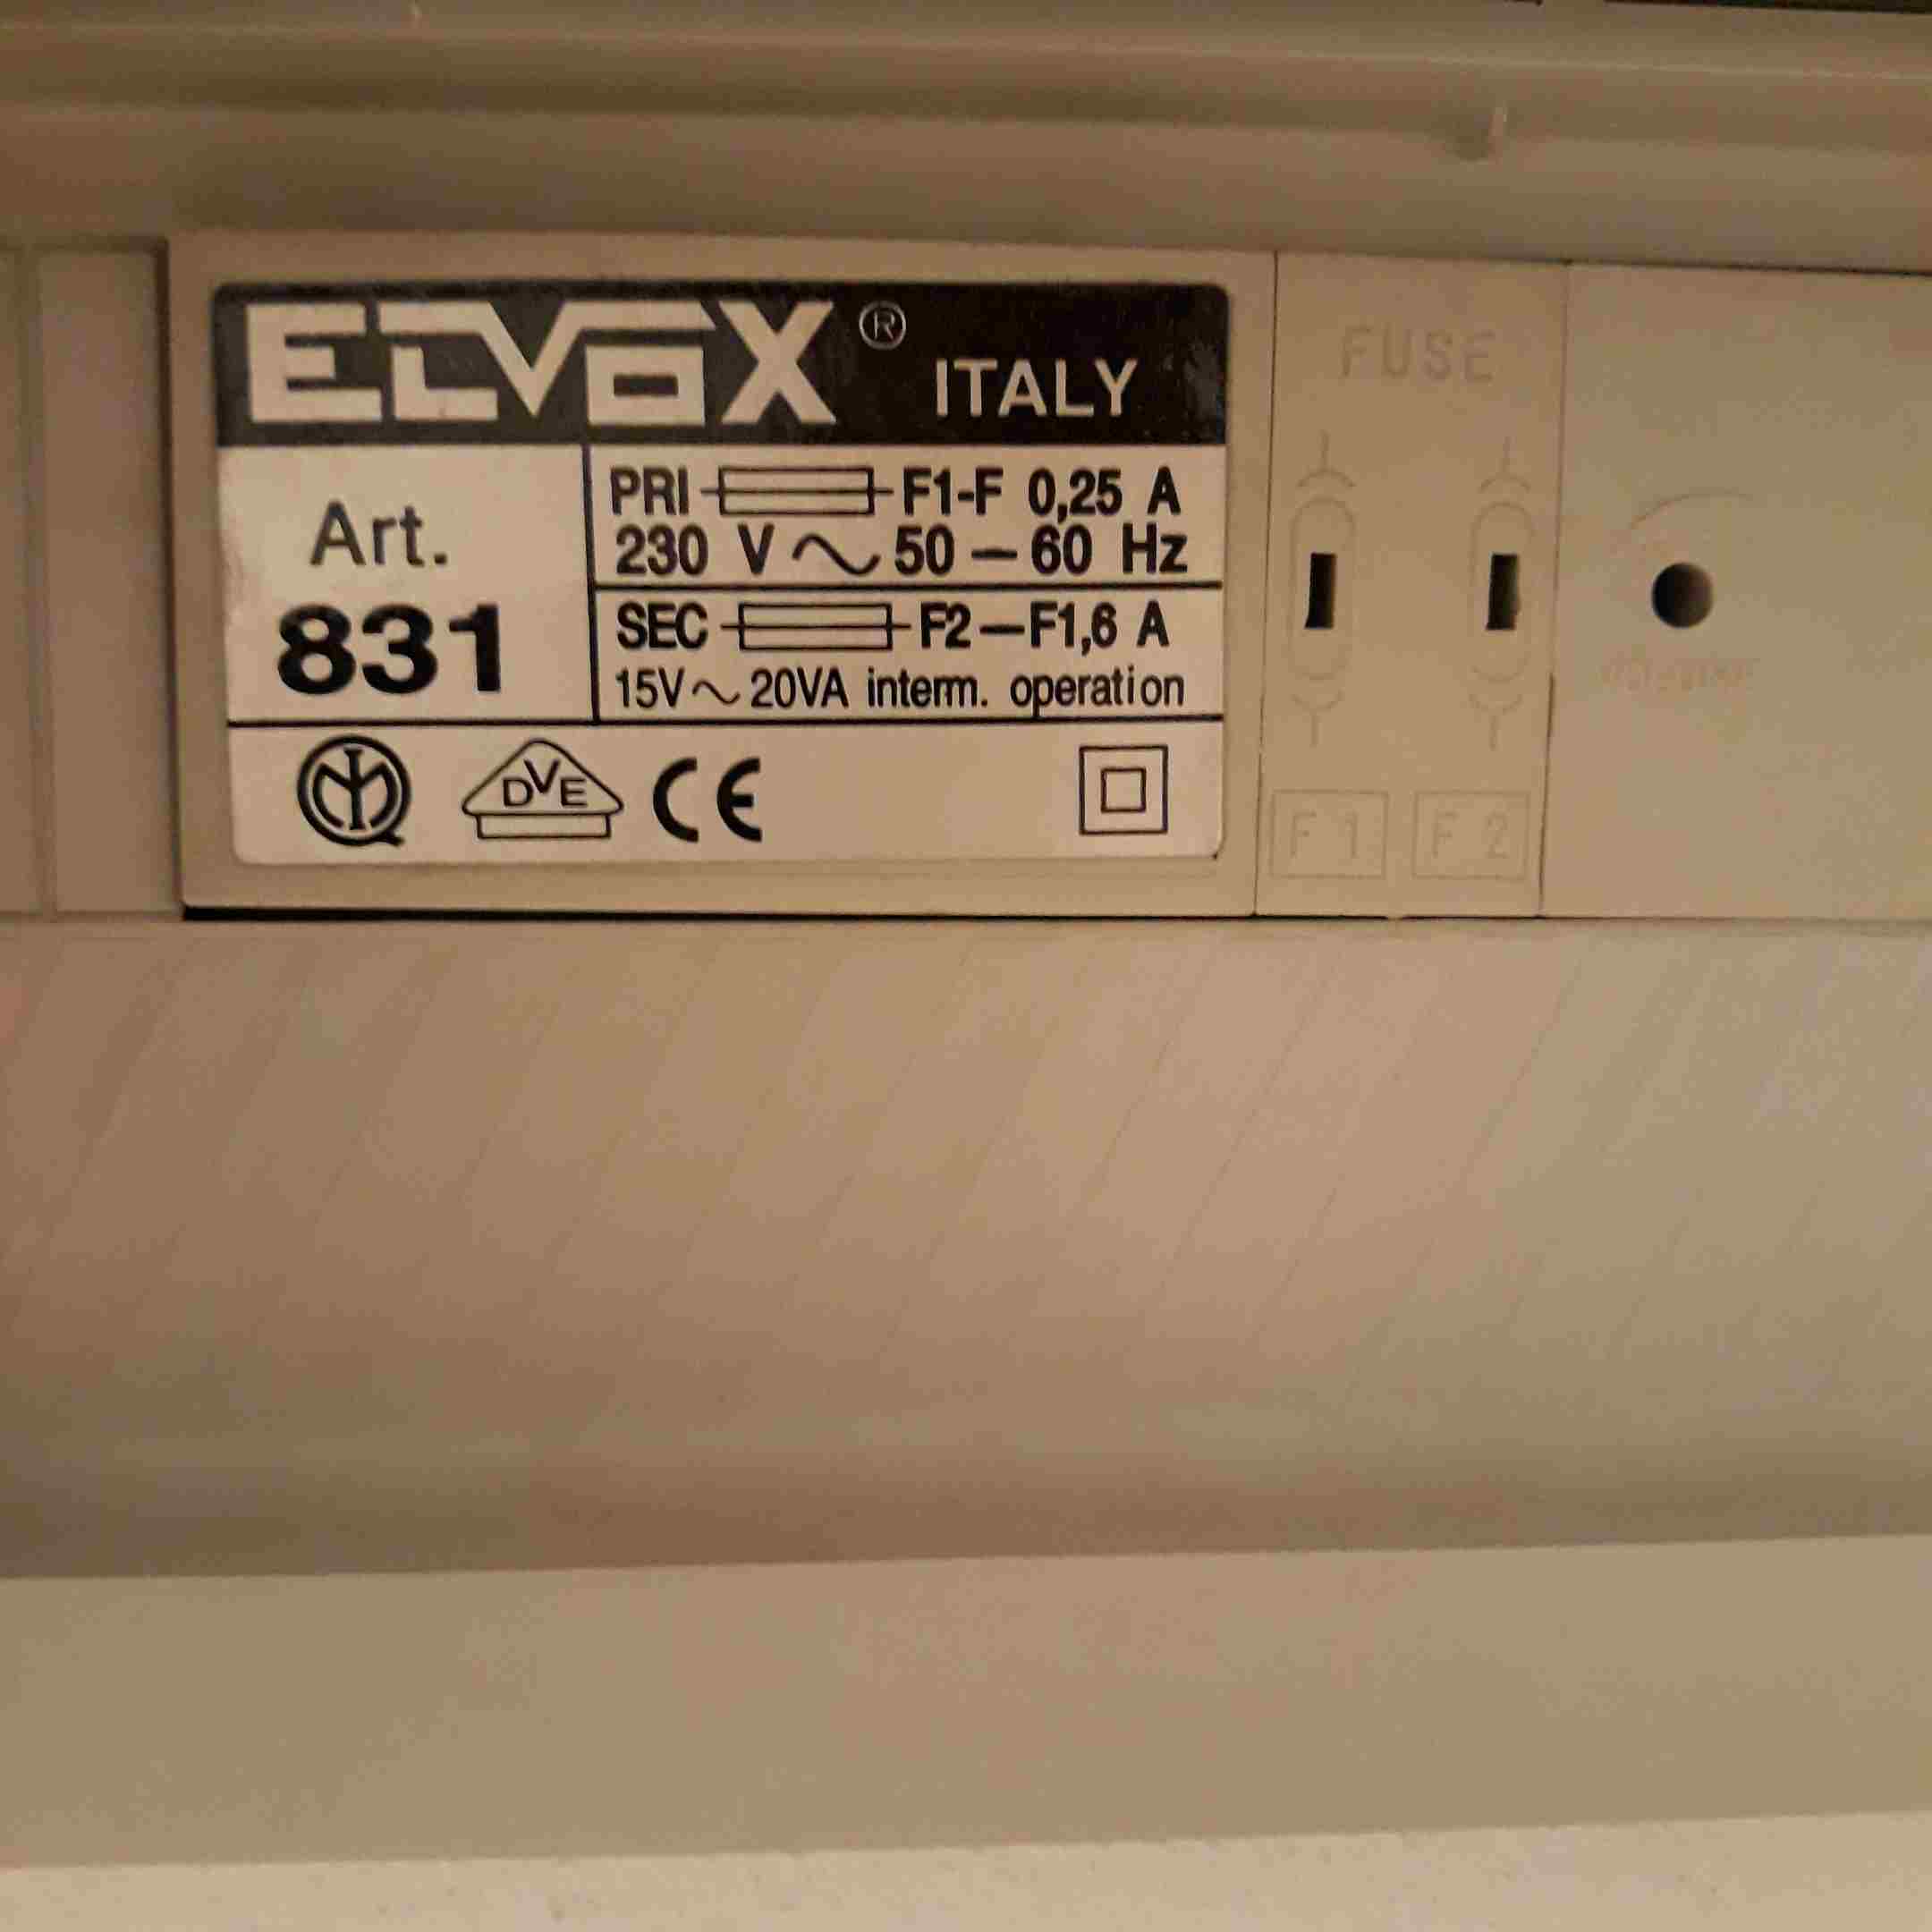 ELVOX ® ITALY
Art.
831
PRI F1-F 0,25 A
230 V ~ 50 – 60 Hz
SEC F2–F1,6 A
15V~ 20VA interm. operation
DVE CE
FUSE
F1 F2